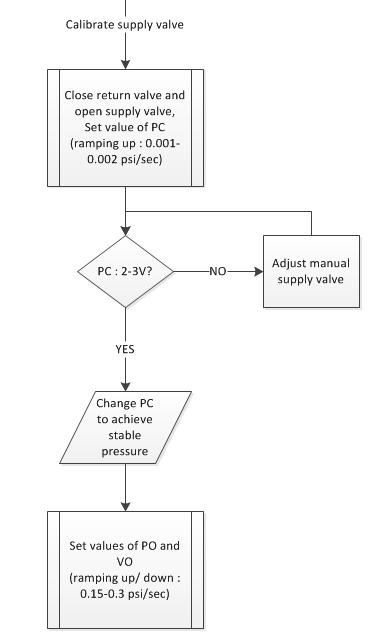 Calibrate supply valve
Close return valve and
open supply valve,
Set value of PC
(ramping up : 0.001-
0.002 psi/sec)
PC : 2-3V?
NO
Adjust manual
supply valve
YES
Change PC
to achieve
stable
pressure
Set values of PO and
VO
(ramping up/ down :
0.15-0.3 psi/sec)